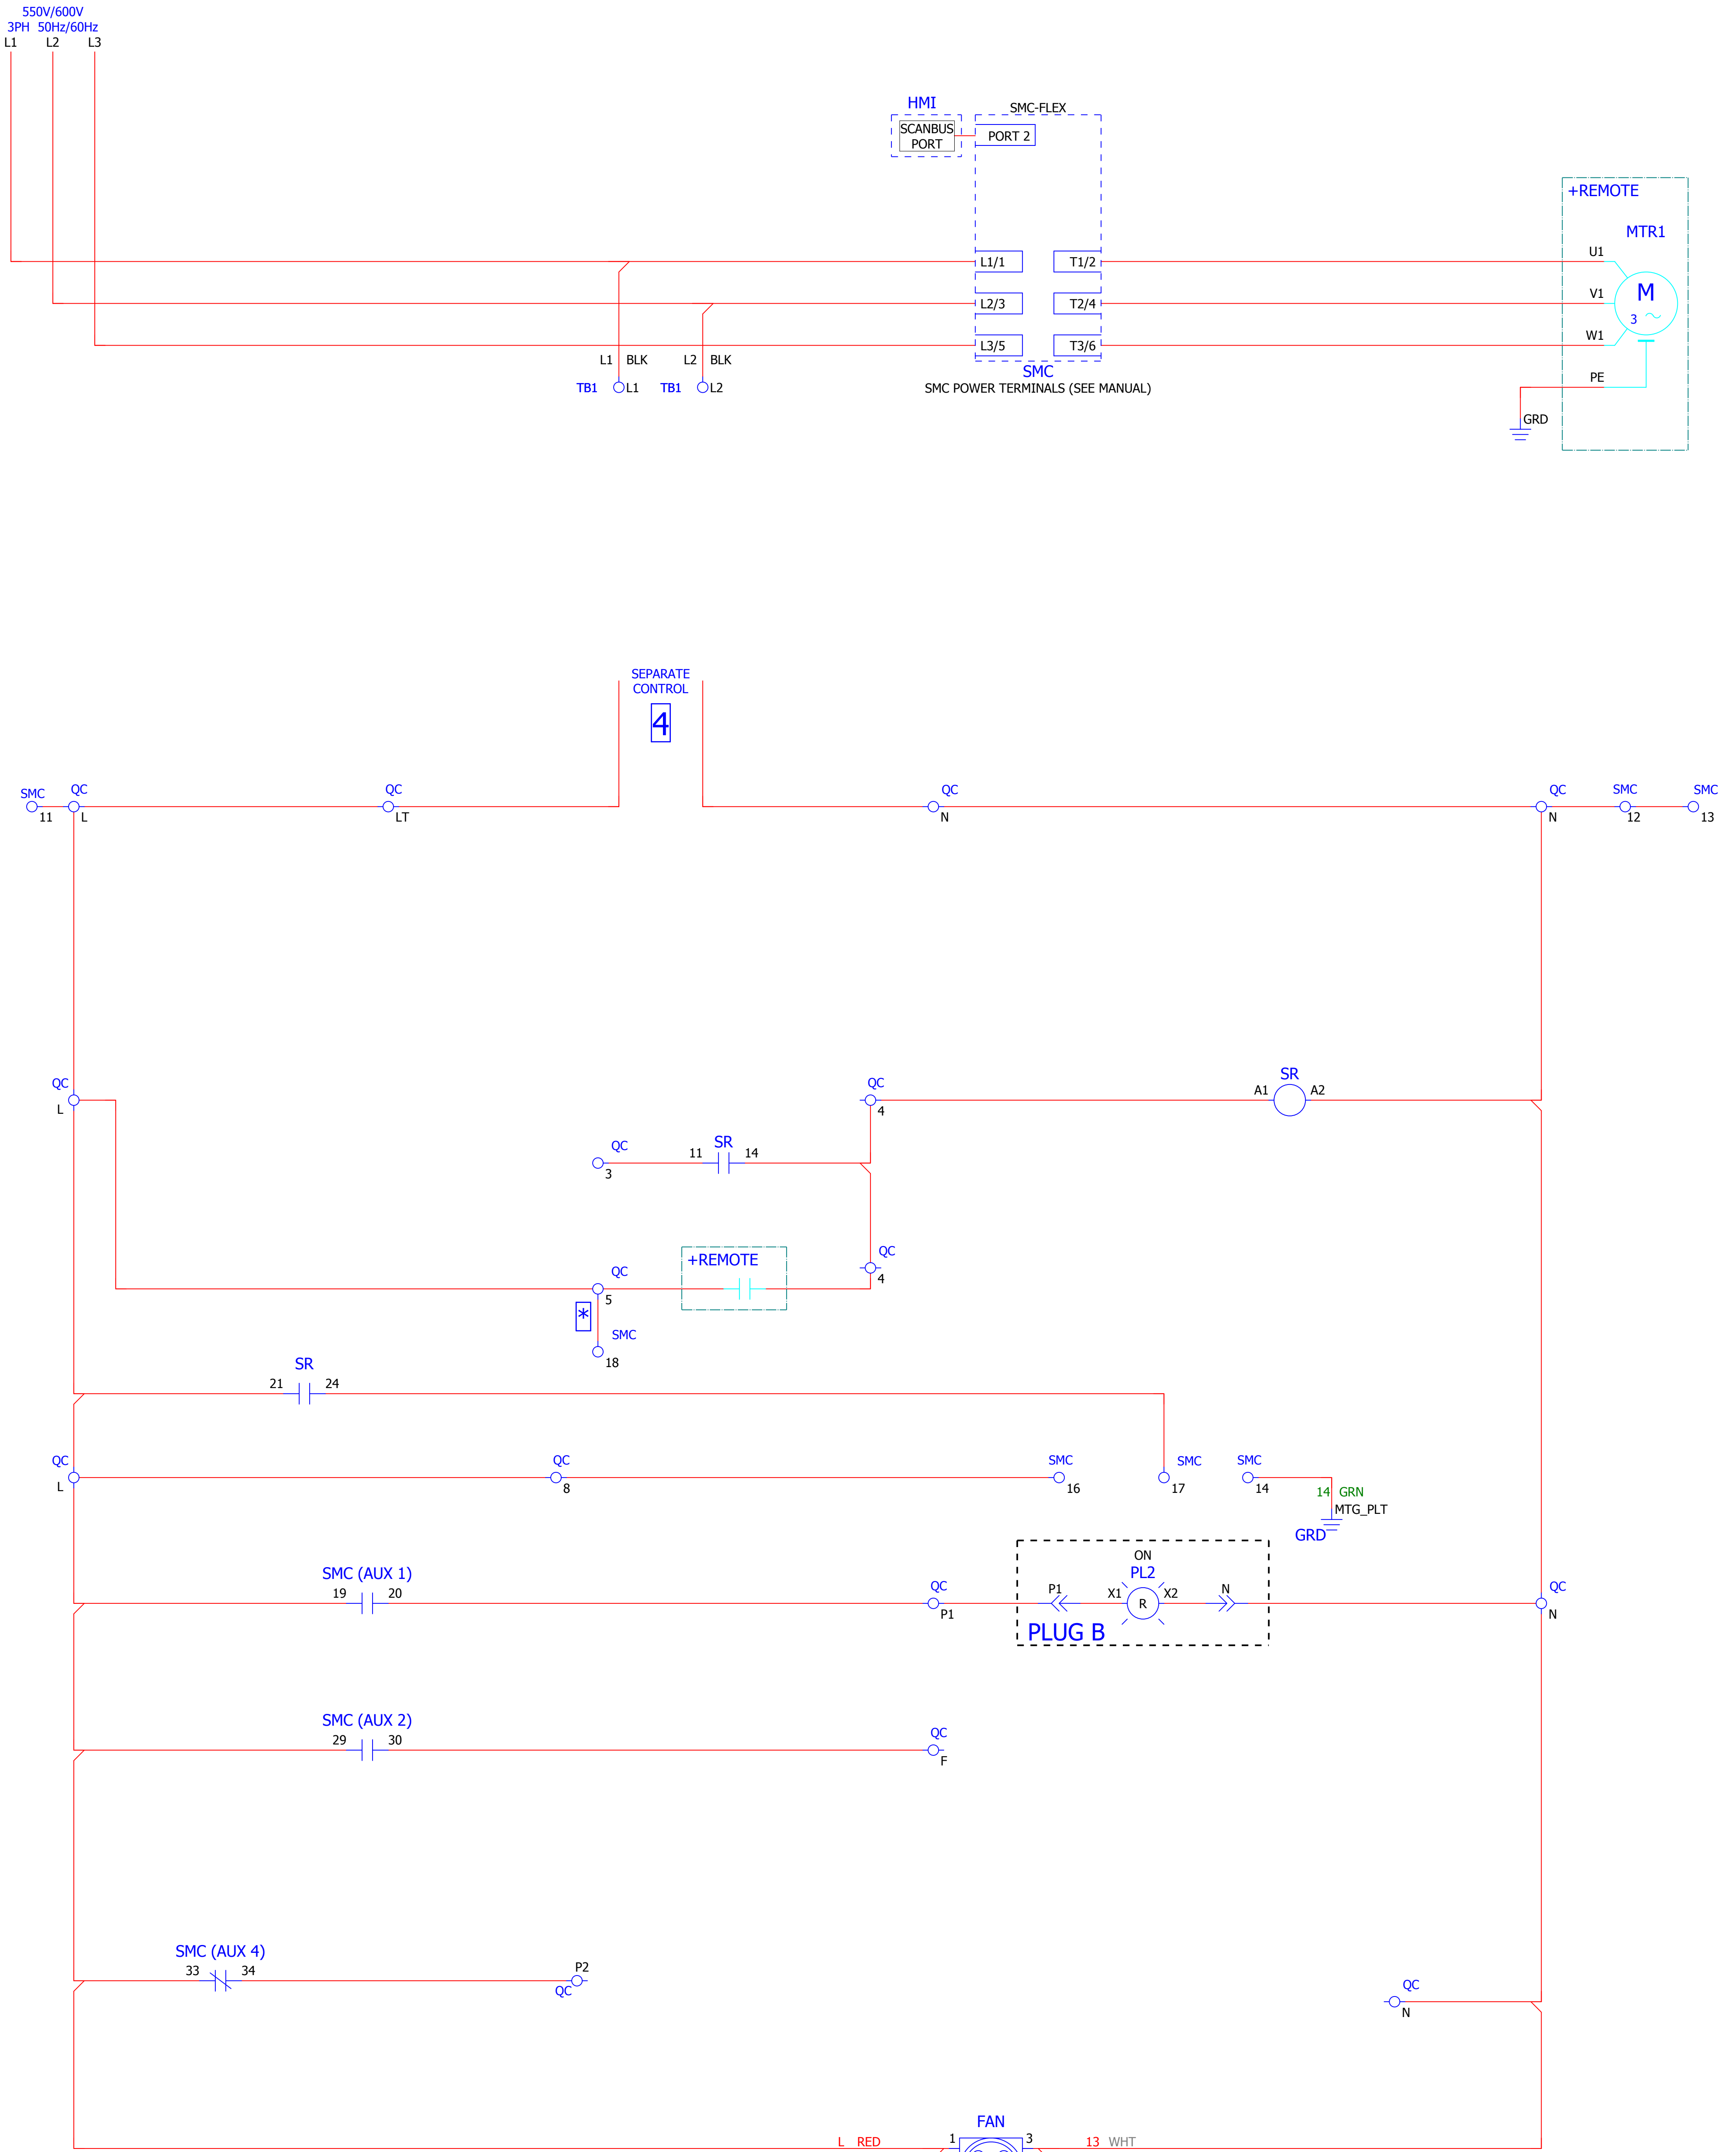 550V/600V
3PH 50Hz/60Hz
L1 L2 L3
HMI
SMC-FLEX
SCANBUS
PORT
PORT 2
+REMOTE
MTR1
L1/1 T1/2 U1
L2/3 T2/4 V1
M
3
L3/5 T3/6 W1
L1 BLK L2 BLK
TB1 L1 TB1 L2
SMC
SMC POWER TERMINALS (SEE MANUAL)
PE
GRD
SEPARATE
CONTROL
4
SMC QC QC QC QC SMC SMC
11 L LT N N 12 13
QC QC SR
L 4 A1 A2
QC SR
3 11 14
QC
4
+REMOTE
QC
5
*
SMC
18
SR
21 24
QC QC SMC SMC SMC
L 8 16 17 14
14 GRN
MTG_PLT
GRD
SMC (AUX 1)
19 20
QC
P1
ON
PL2
P1 X1 R X2 N
PLUG B
QC
N
SMC (AUX 2)
29 30
QC
F
SMC (AUX 4)
33 34
P2
QC
QC
N
FAN
L RED 1 3 13 WHT